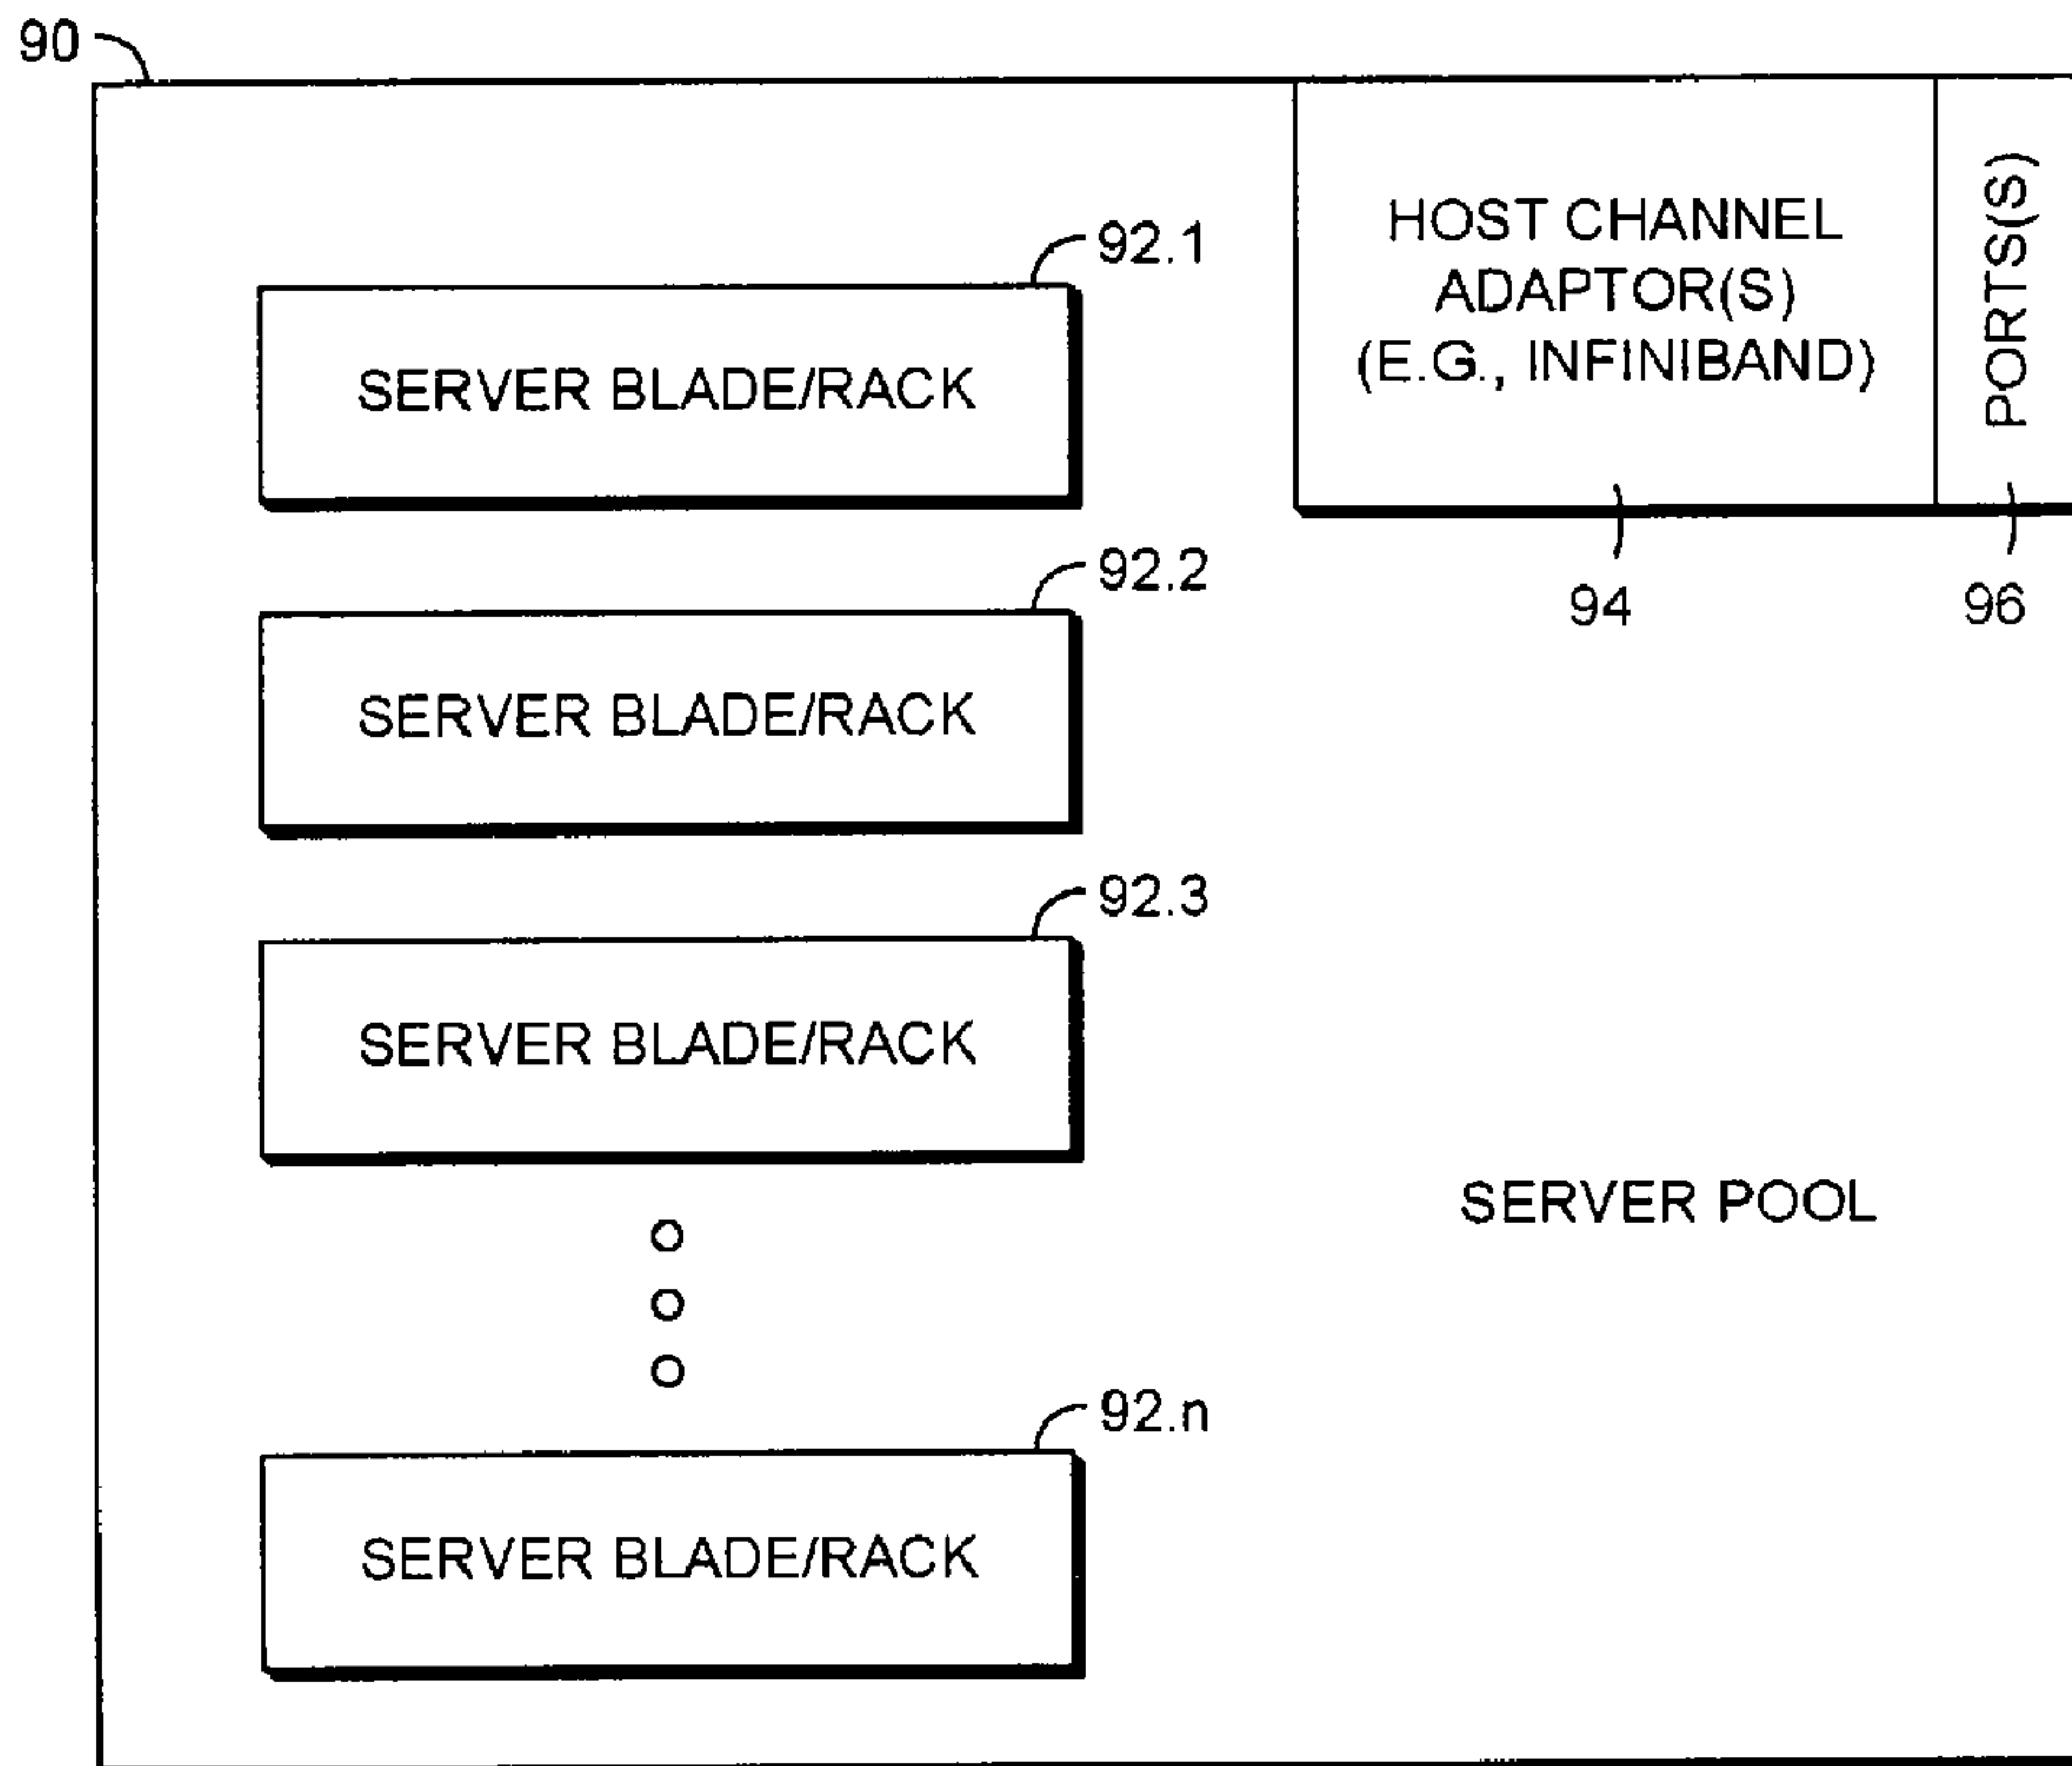 90
HOST CHANNEL
ADAPTOR(S)
(E.G., INFINIBAND)
PORTS(S)
92.1
SERVER BLADE/RACK
94
96
92.2
SERVER BLADE/RACK
92.3
SERVER BLADE/RACK
SERVER POOL
92.n
SERVER BLADE/RACK